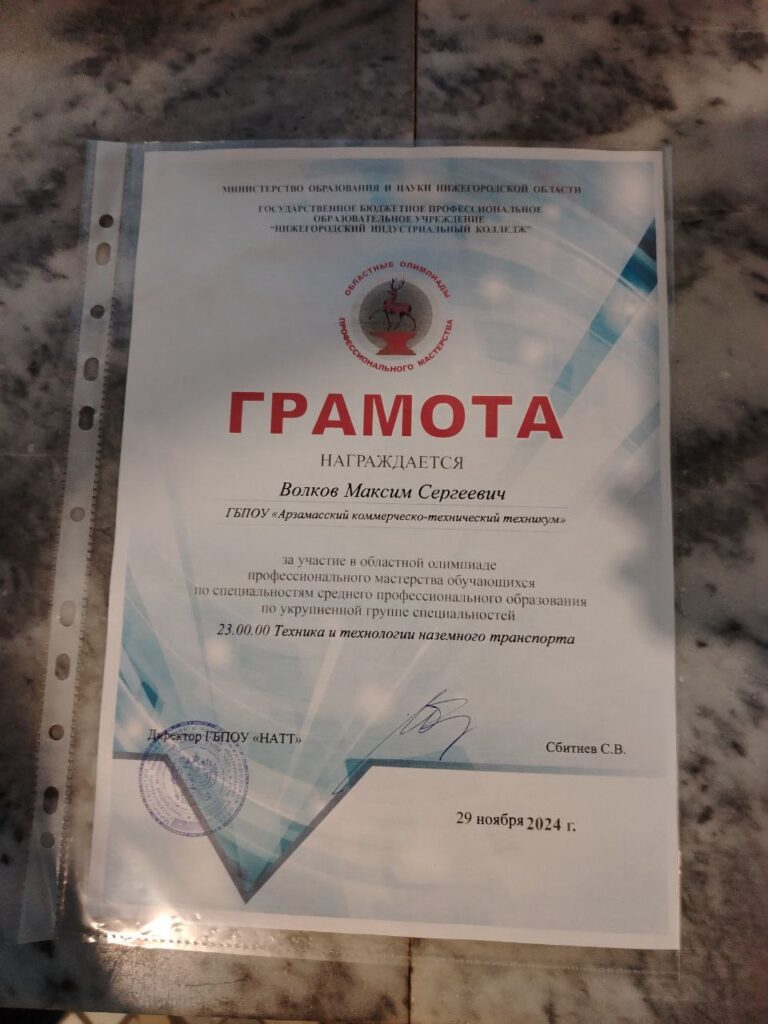 МИНИСТЕРСТВО ОБРАЗОВАНИЯ И НАУКИ НИЖЕГОРОДСКОЙ ОБЛАСТИ
ГОСУДАРСТВЕННОЕ БЮДЖЕТНОЕ ПРОФЕССИОНАЛЬНОЕ
ОБРАЗОВАТЕЛЬНОЕ УЧРЕЖДЕНИЕ
"НИЖЕГОРОДСКИЙ ИНДУСТРИАЛЬНЫЙ КОЛЛЕДЖ"
ОБЛАСТНЫЕ ОЛИМПИАДЫ
ПРОФЕССИОНАЛЬНОГО МАСТЕРСТВА
ГРАМОТА
НАГРАЖДАЕТСЯ
Волков Максим Сергеевич
ГБПОУ «Арзамасский коммерческо-технический техникум»
за участие в областной олимпиаде
профессионального мастерства обучающихся
по специальностям среднего профессионального образования
по укрупненной группе специальностей
23.00.00 Техника и технологии наземного транспорта
Директор ГБПОУ «НАТТ»
Сбитнев С.В.
29 ноября 2024 г.